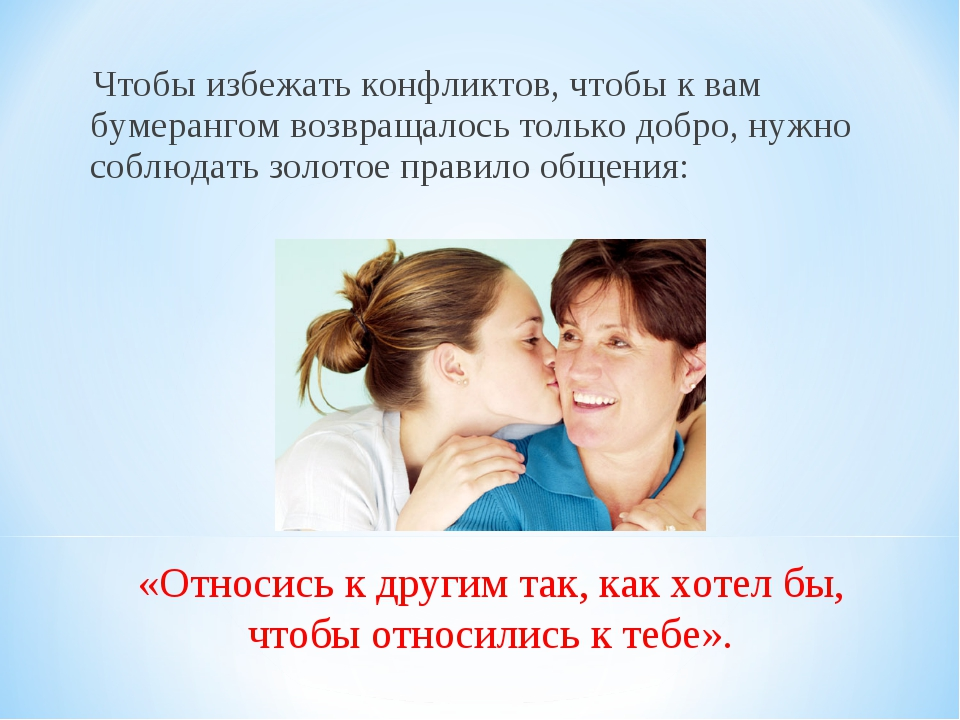 Чтобы избежать конфликтов, чтобы к вам
бумерангом возвращалось только добро, нужно
соблюдать золотое правило общения:
«Относись к другим так, как хотел бы,
чтобы относились к тебе».